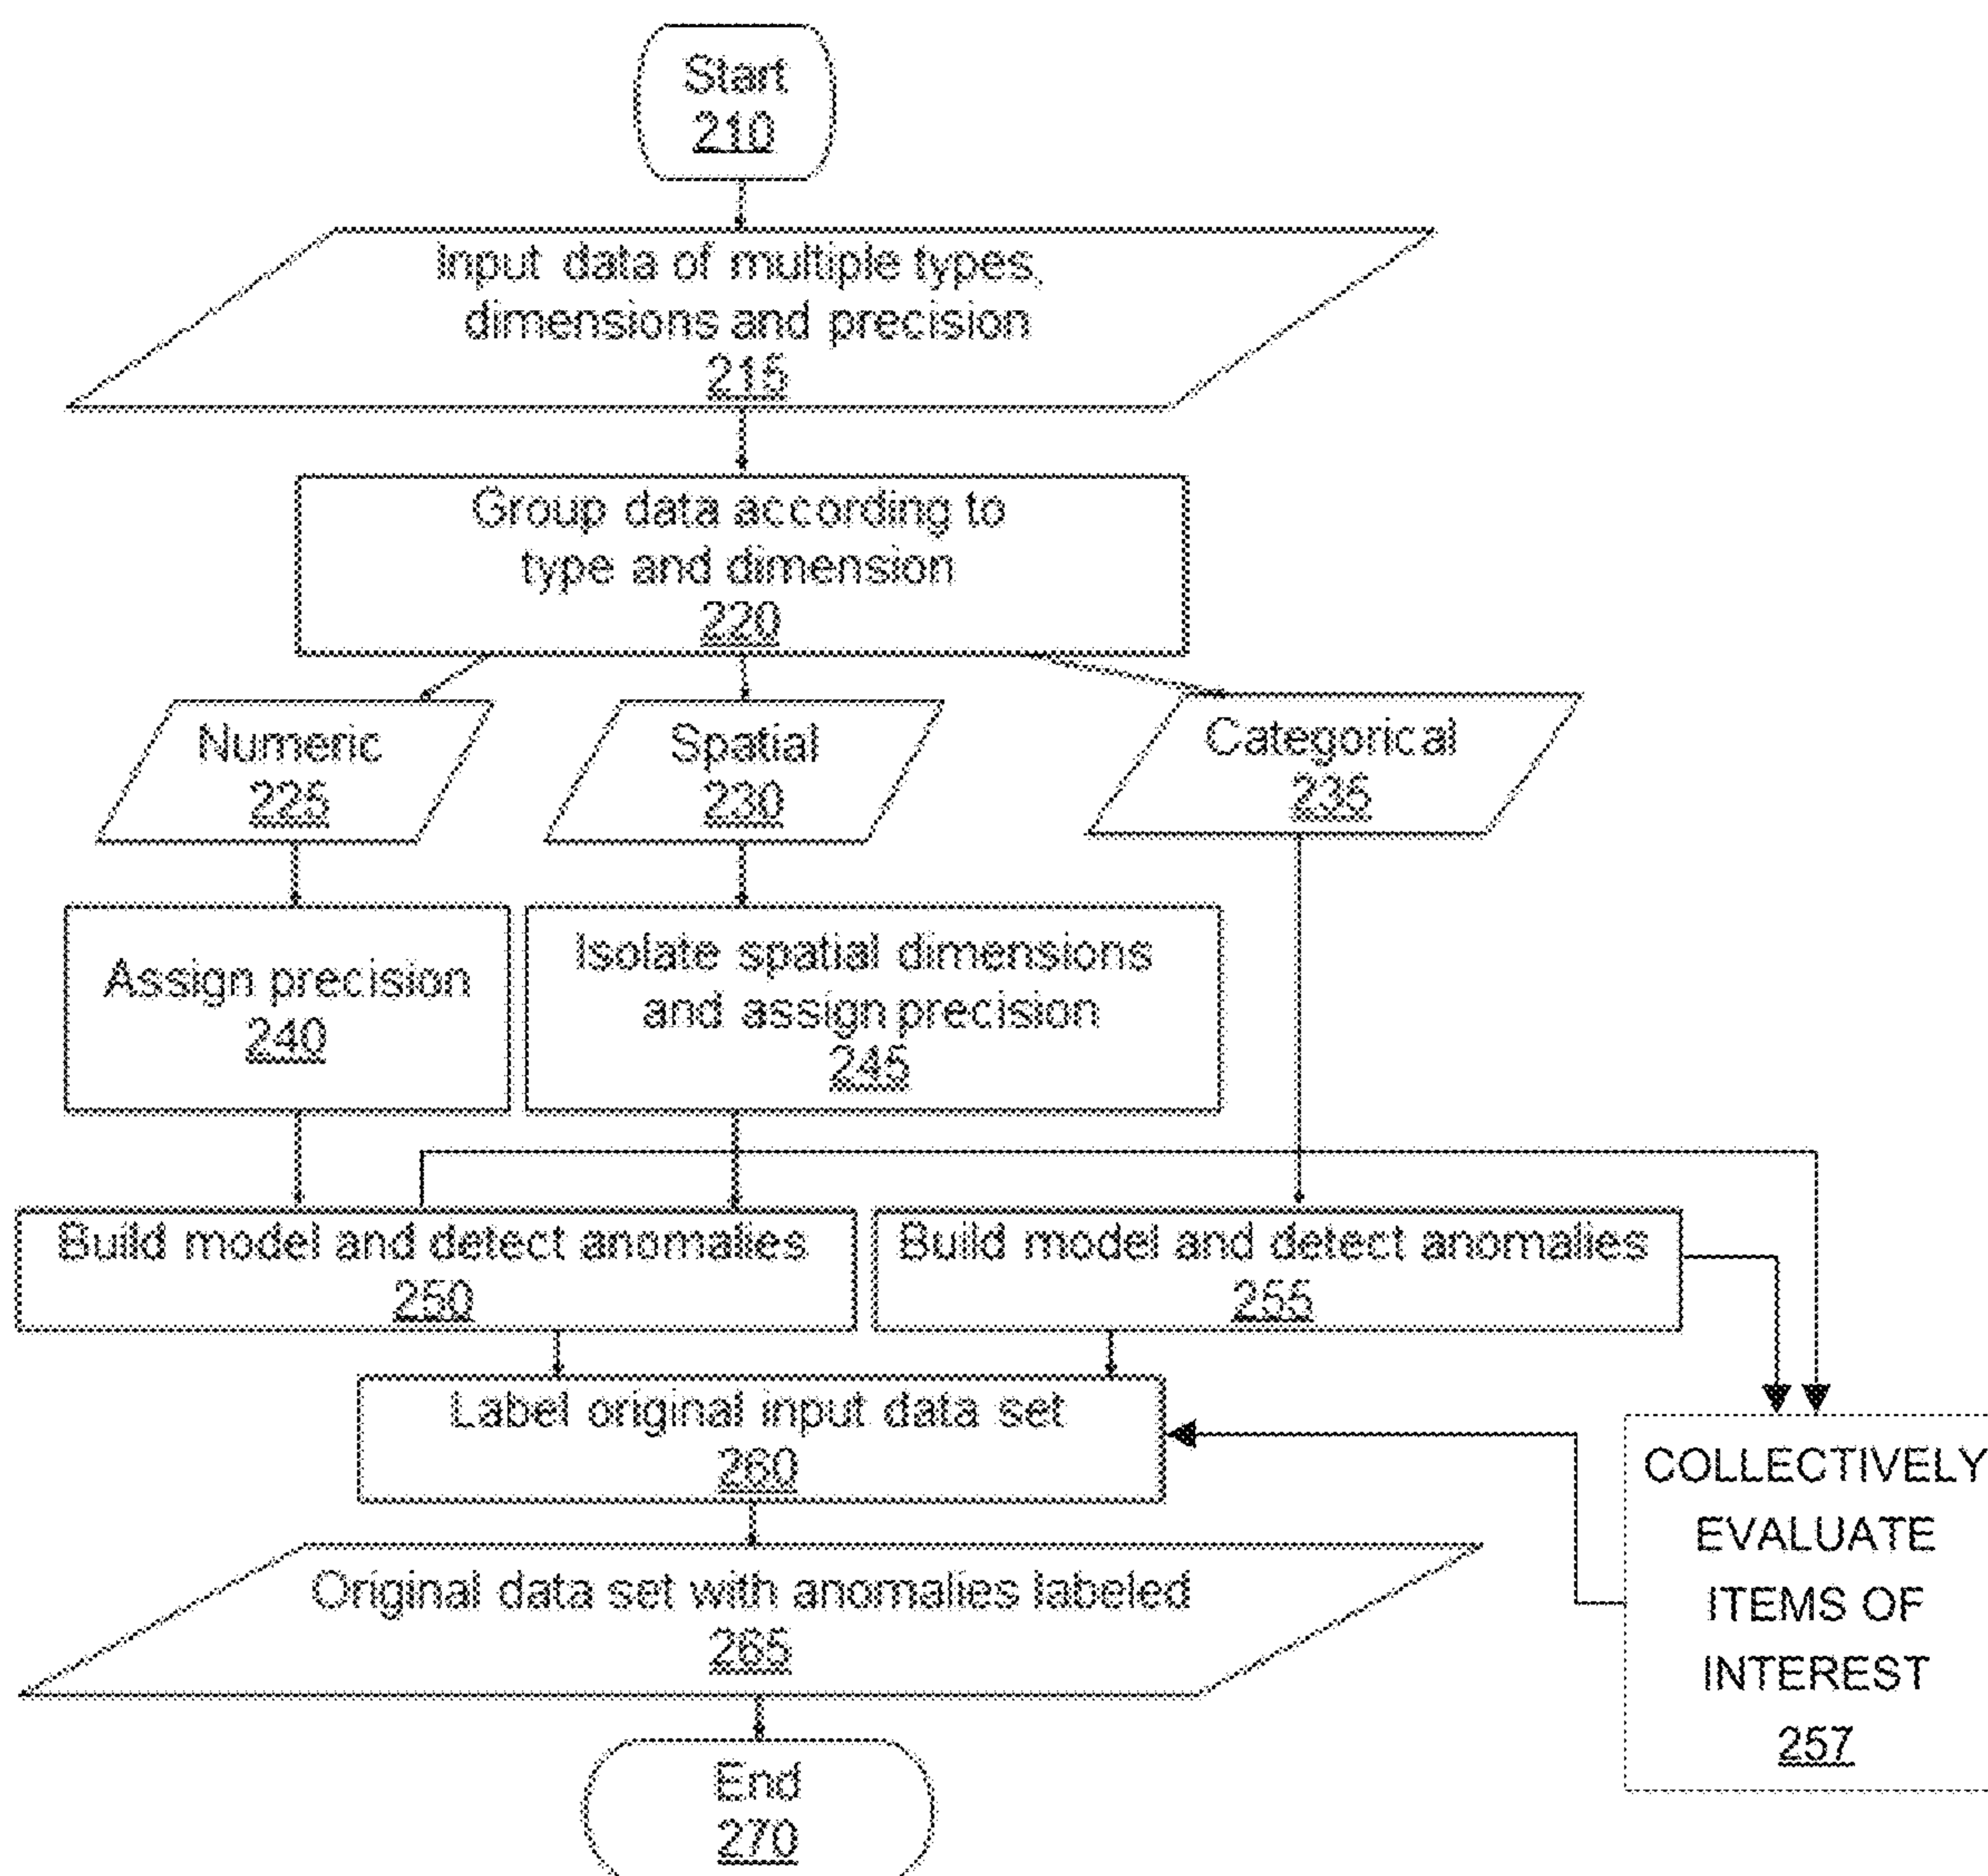 Start
210
Input data of multiple types,
dimensions and precision
215
Group data according to
type and dimension
220
Numeric
225
Spatial
230
Categorical
235
Assign precision
240
Isolate spatial dimensions
and assign precision
245
Build model and detect anomalies
250
Build model and detect anomalies
255
Label original input data set
260
COLLECTIVELY
EVALUATE
ITEMS OF
INTEREST
257
Original data set with anomalies labeled
265
End
270